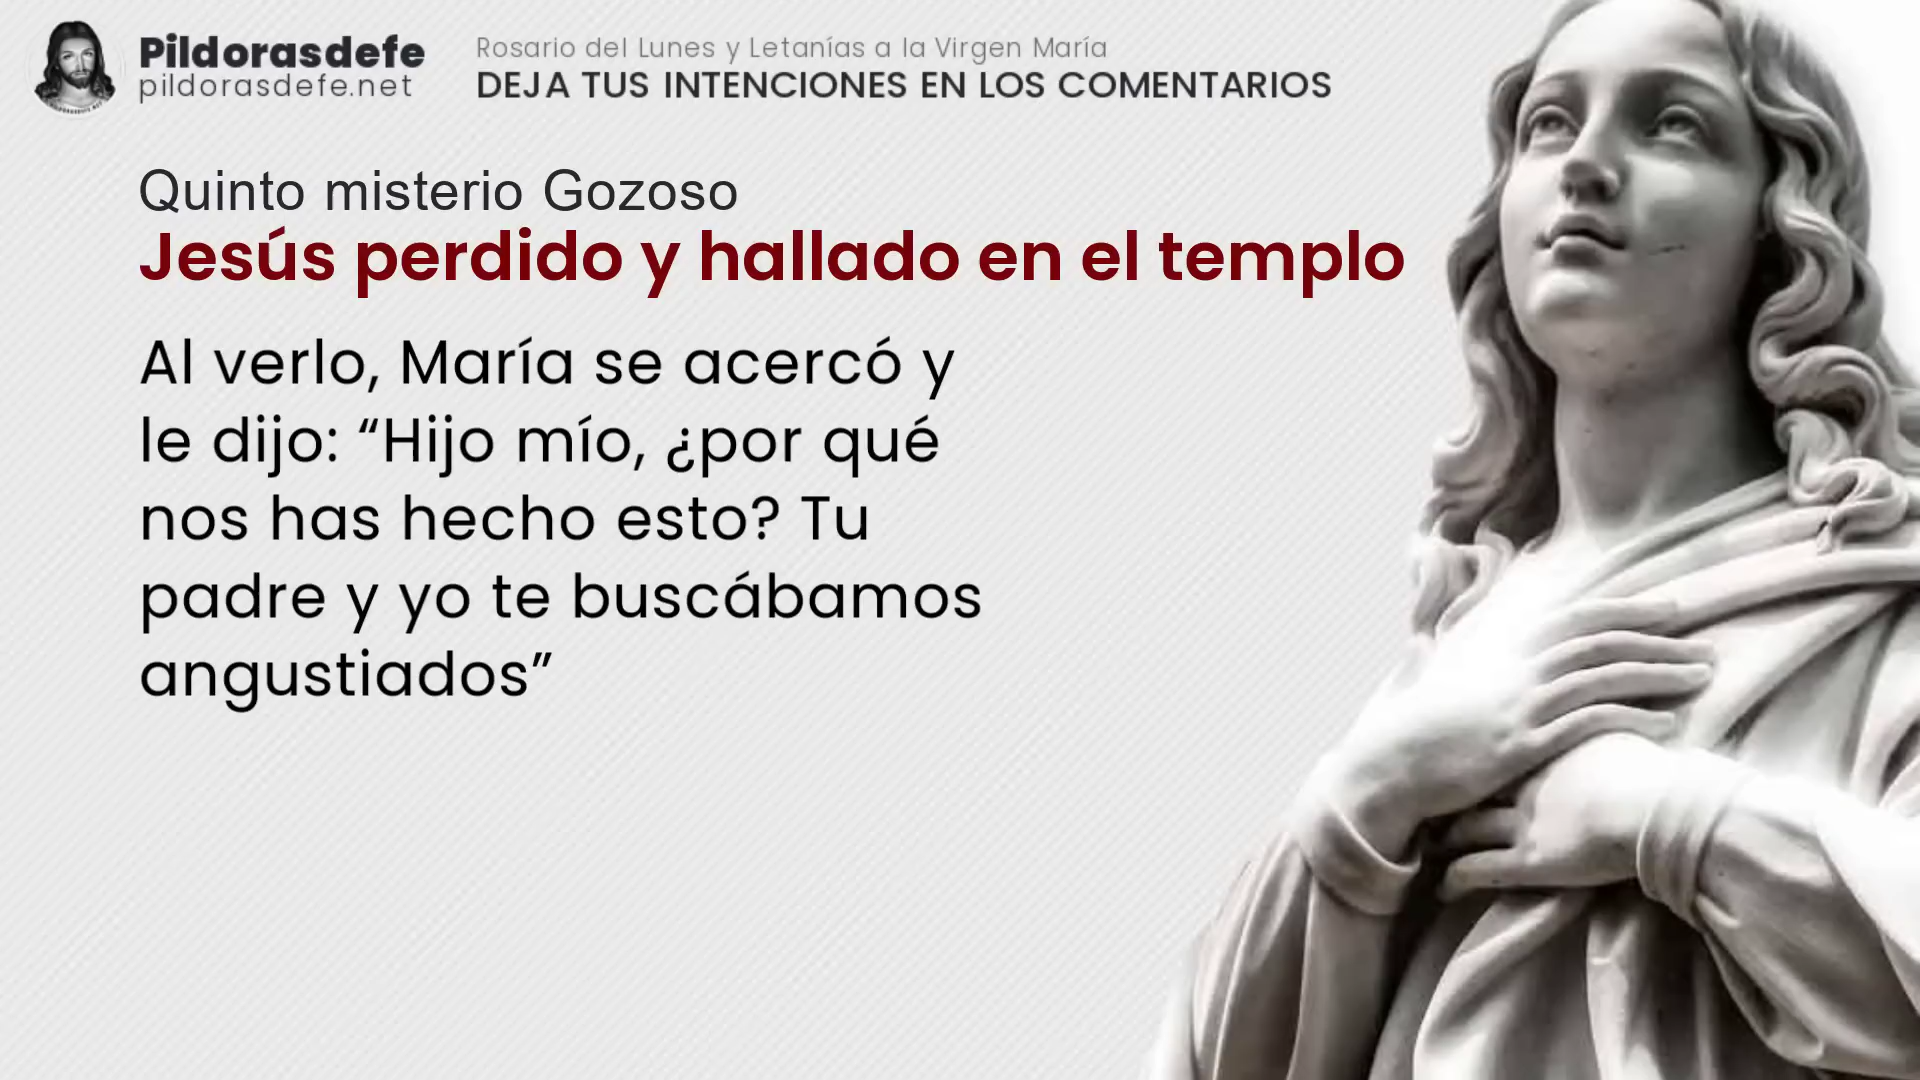 Pildorasdefe
pildorasdefe.net
Rosario del Lunes y Letanías a la Virgen María
DEJA TUS INTENCIONES EN LOS COMENTARIOS
Quinto misterio Gozoso
Jesús perdido y hallado en el templo
Al verlo, María se acercó y
le dijo: “Hijo mío, ¿por qué
nos has hecho esto? Tu
padre y yo te buscábamos
angustiados”